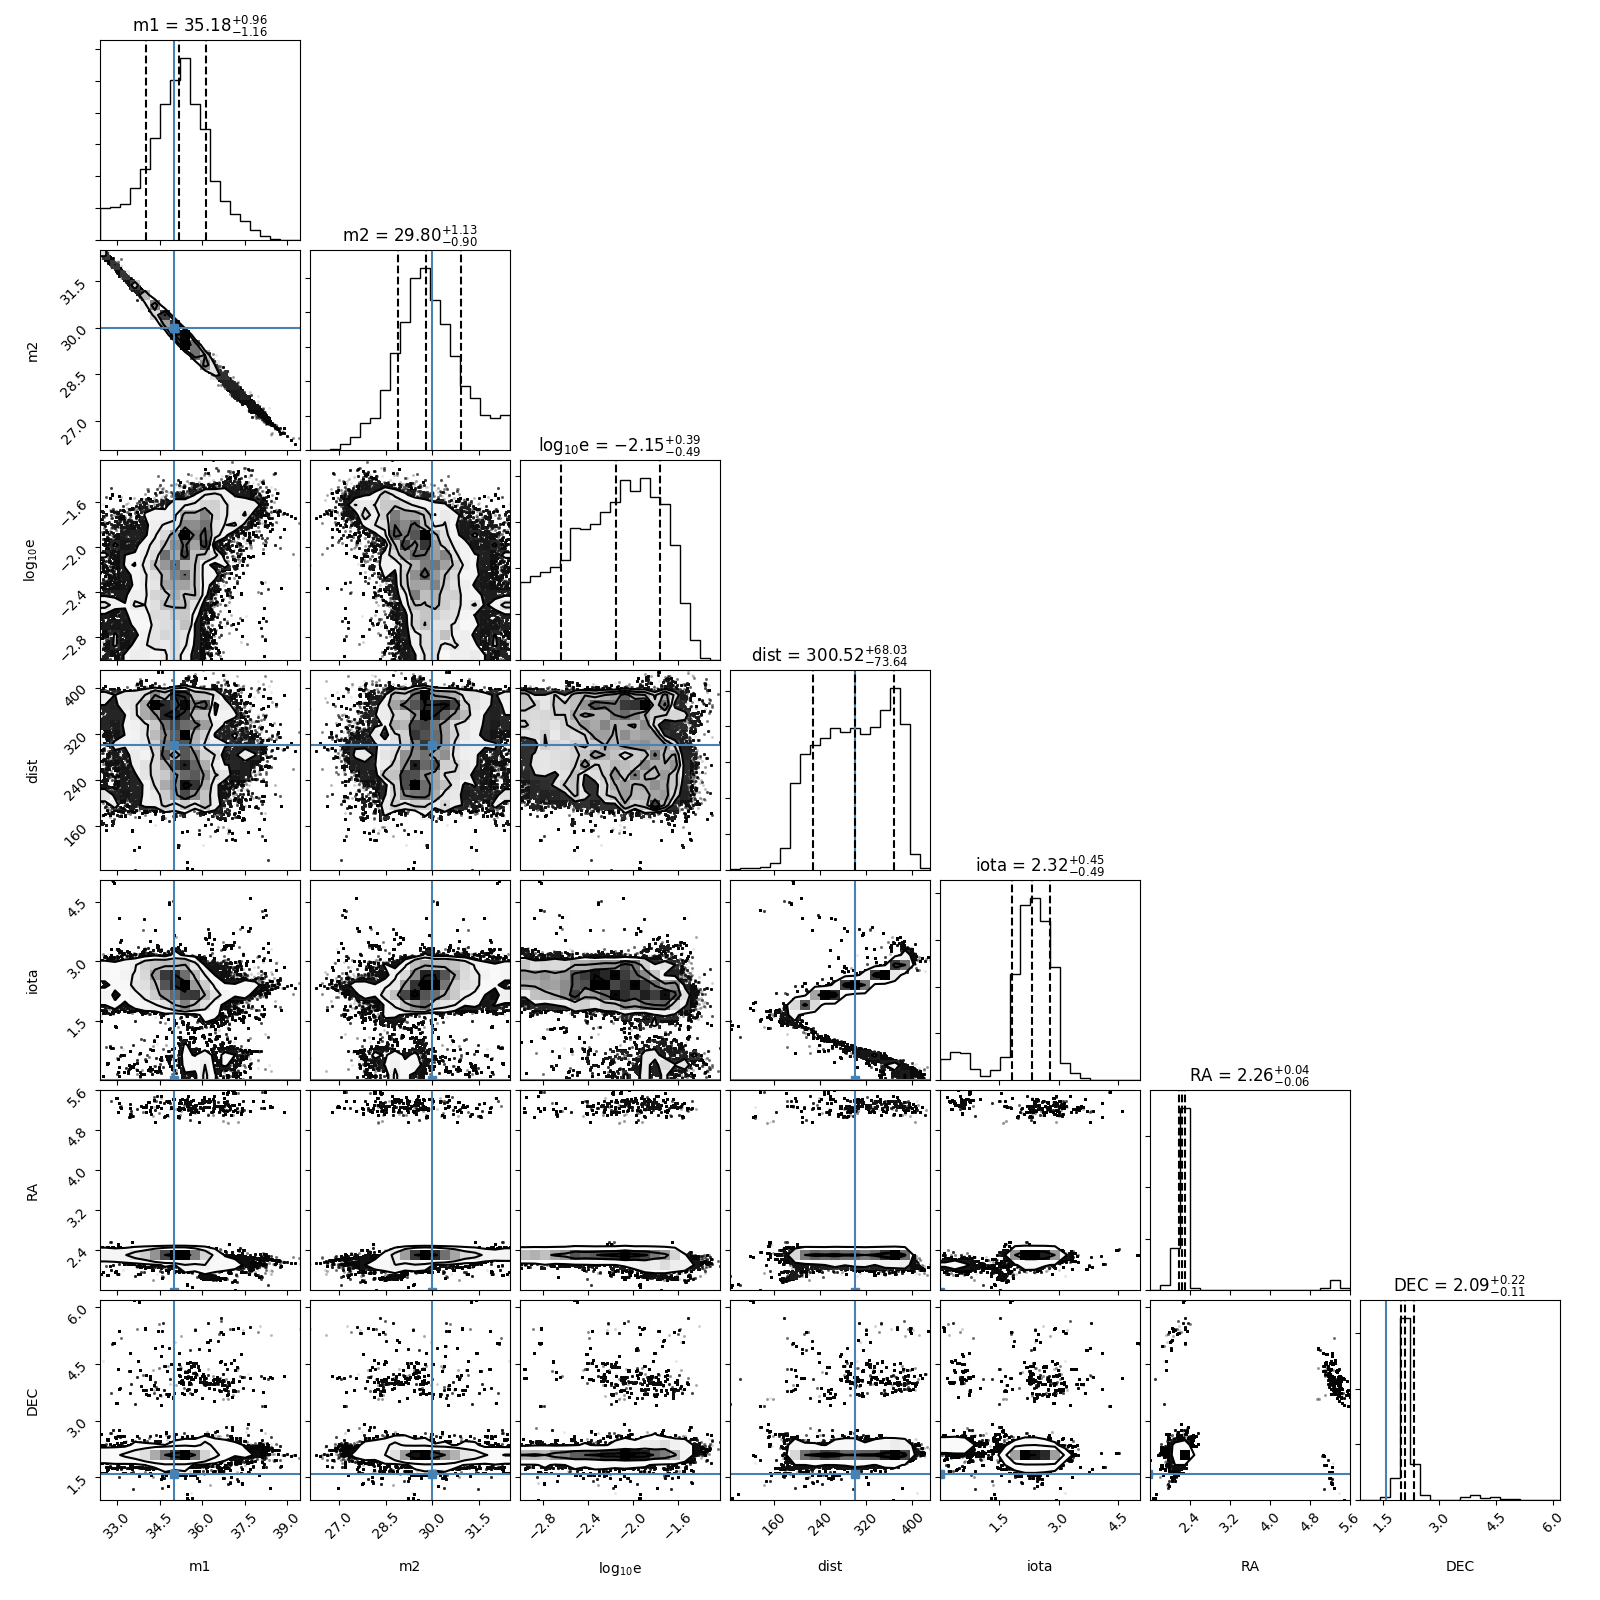 m1 = 35.18$^{+0.96}_{-1.16}$
m2 = 29.80$^{+1.13}_{-0.90}$
31.5
30.0
28.5
27.0
m2
log$_{10}$e = −2.15$^{+0.39}_{-0.49}$
−1.6
−2.0
−2.4
−2.8
log$_{10}$e
dist = 300.52$^{+68.03}_{-73.64}$
400
320
240
160
dist
iota = 2.32$^{+0.45}_{-0.49}$
4.5
3.0
1.5
iota
RA = 2.26$^{+0.04}_{-0.06}$
5.6
4.8
4.0
3.2
2.4
RA
DEC = 2.09$^{+0.22}_{-0.11}$
6.0
4.5
3.0
1.5
DEC
33.0 34.5 36.0 37.5 39.0 27.0 28.5 30.0 31.5 −2.8 −2.4 −2.0 −1.6 160 240 320 400 1.5 3.0 4.5 2.4 3.2 4.0 4.8 5.6 1.5 3.0 4.5 6.0
m1 m2 log$_{10}$e dist iota RA DEC